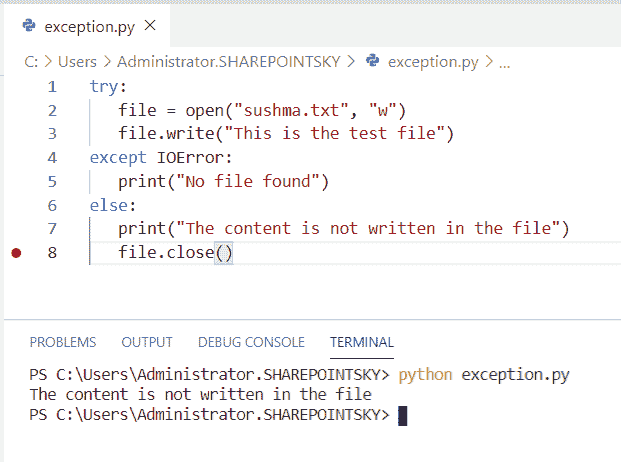 exception.py ×
C: > Users > Administrator.SHAREPOINTSKY > exception.py > ...
1 try:
2 file = open("sushma.txt", "w")
3 file.write("This is the test file")
4 except IOError:
5 print("No file found")
6 else:
7 print("The content is not written in the file")
8 file.close()
PROBLEMS OUTPUT DEBUG CONSOLE TERMINAL
PS C:\Users\Administrator.SHAREPOINTSKY> python exception.py
The content is not written in the file
PS C:\Users\Administrator.SHAREPOINTSKY>